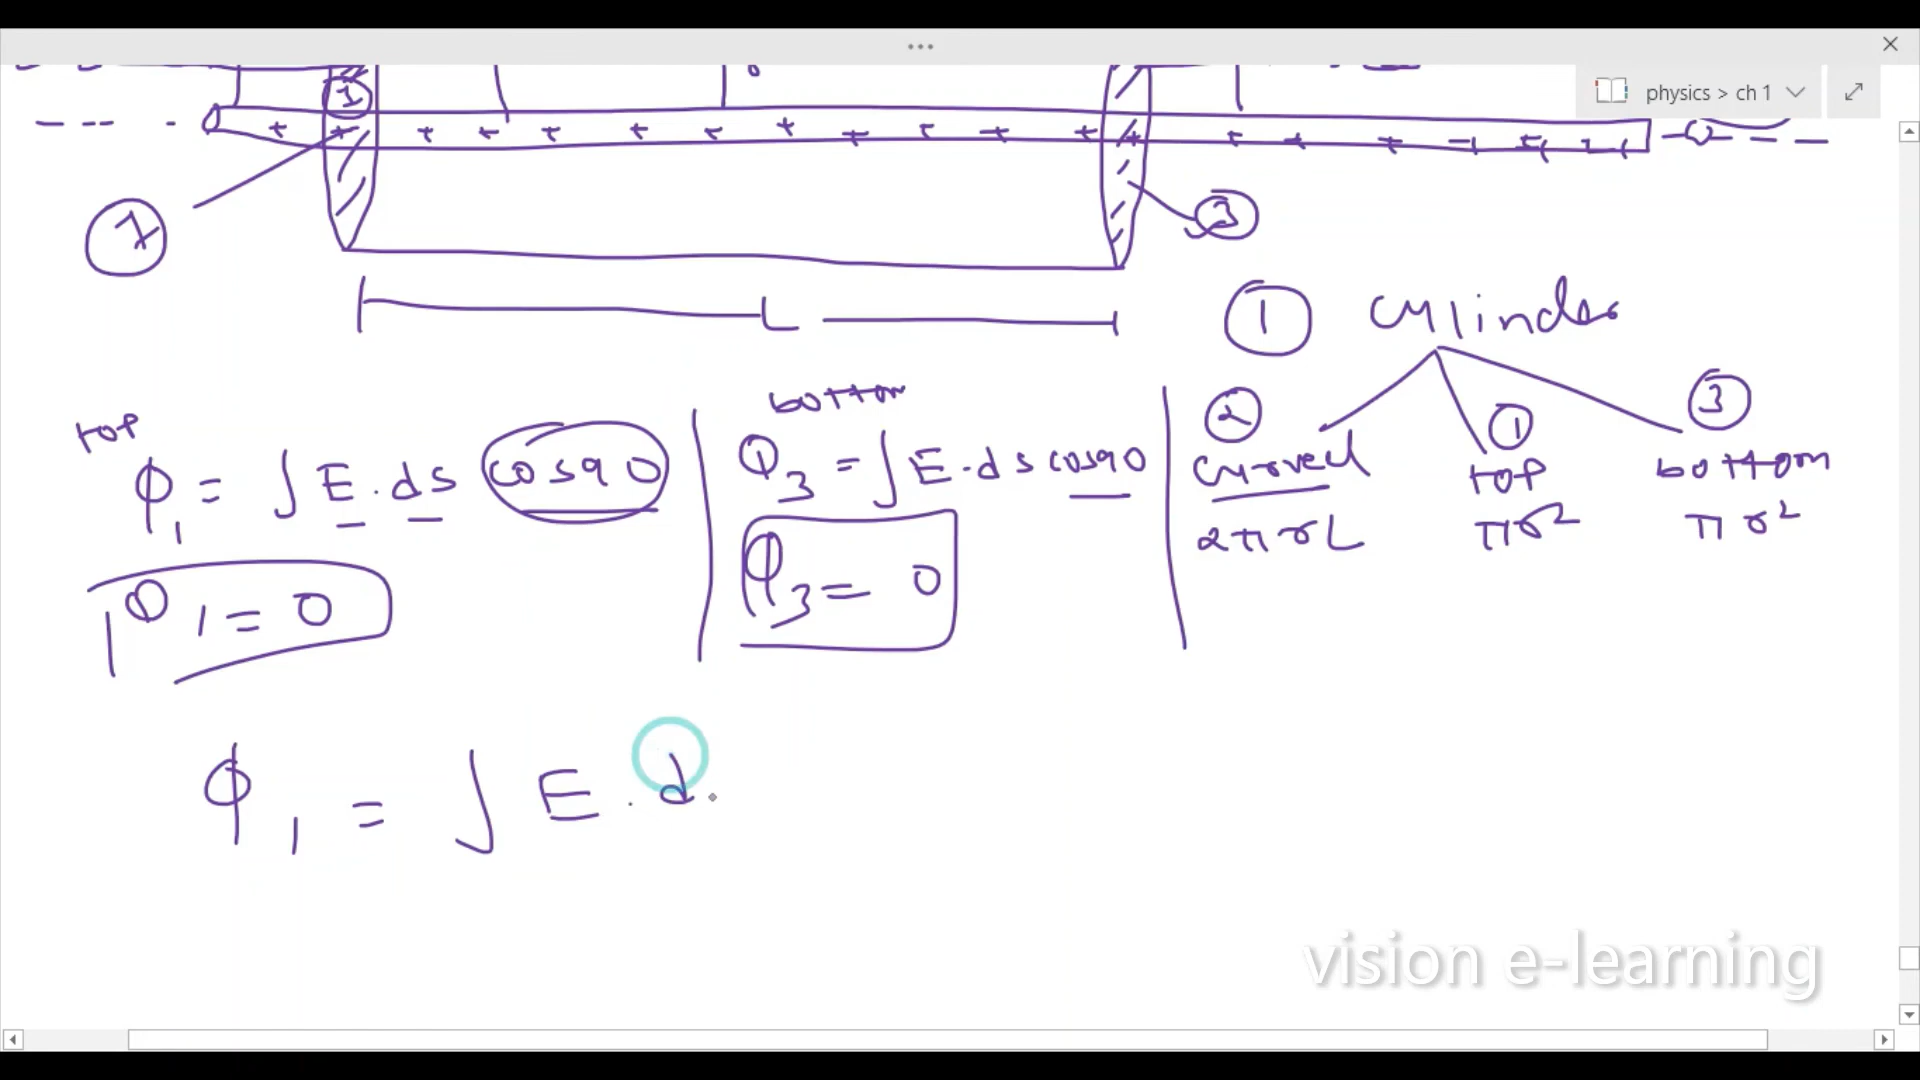 physics > ch 1
1
+ + + + + + + + + + + + + + + +
1
3
L
1 cylinder
2 curved 2πrL
1 top πr²
3 bottom πr²
top
ϕ₁ = ∫ E . ds cos90
ϕ₁ = 0
bottom
ϕ₃ = ∫ E . ds cos90
ϕ₃ = 0
ϕ₁ = ∫ E . d
vision e-learning